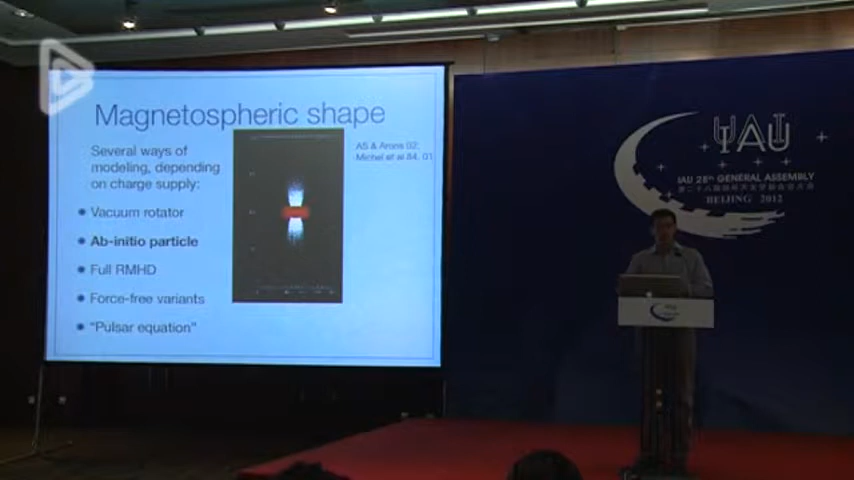 Magnetospheric shape
Several ways of
modeling, depending
on charge supply:
• Vacuum rotator
• Ab-initio particle
• Full RMHD
• Force-free variants
• “Pulsar equation”
AS & Arons 02;
Michel et al 84, 01
IAU
IAU 28th GENERAL ASSEMBLY
BEIJING 2012